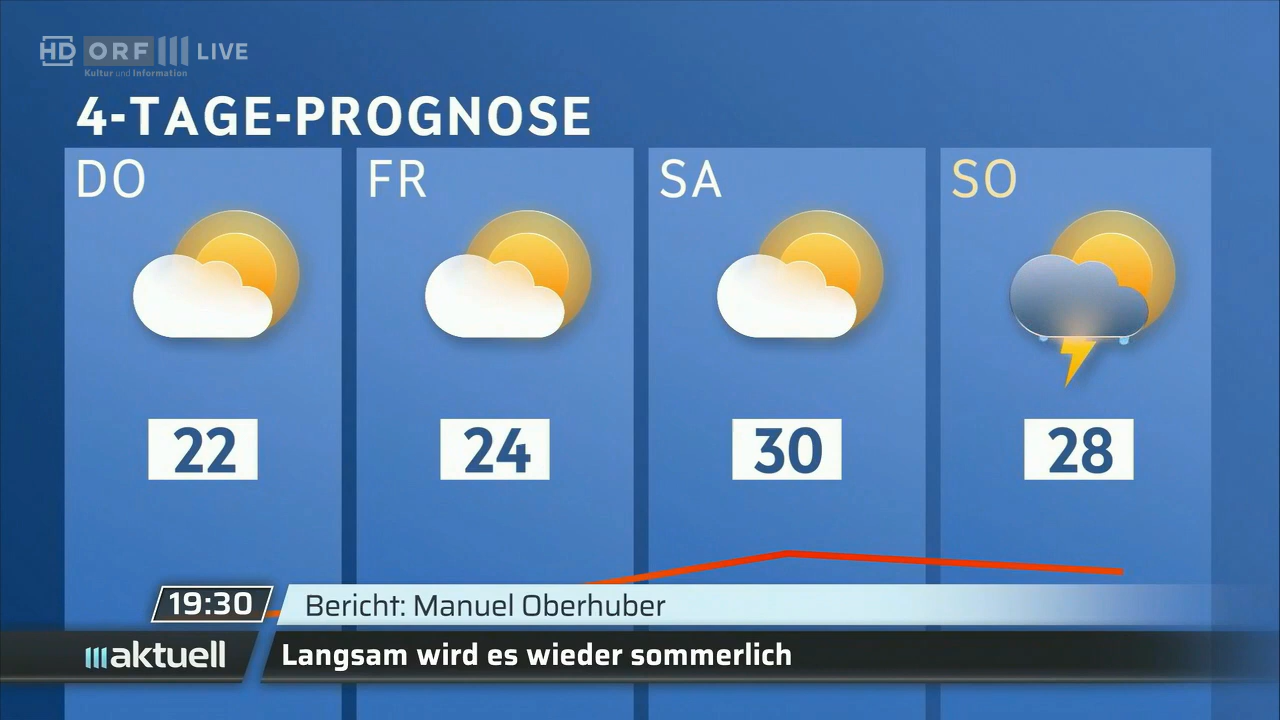 HD ORF III LIVE
Kultur und Information
4-TAGE-PROGNOSE
DO FR SA SO
22 24 30 28
19:30 Bericht: Manuel Oberhuber
III aktuell Langsam wird es wieder sommerlich